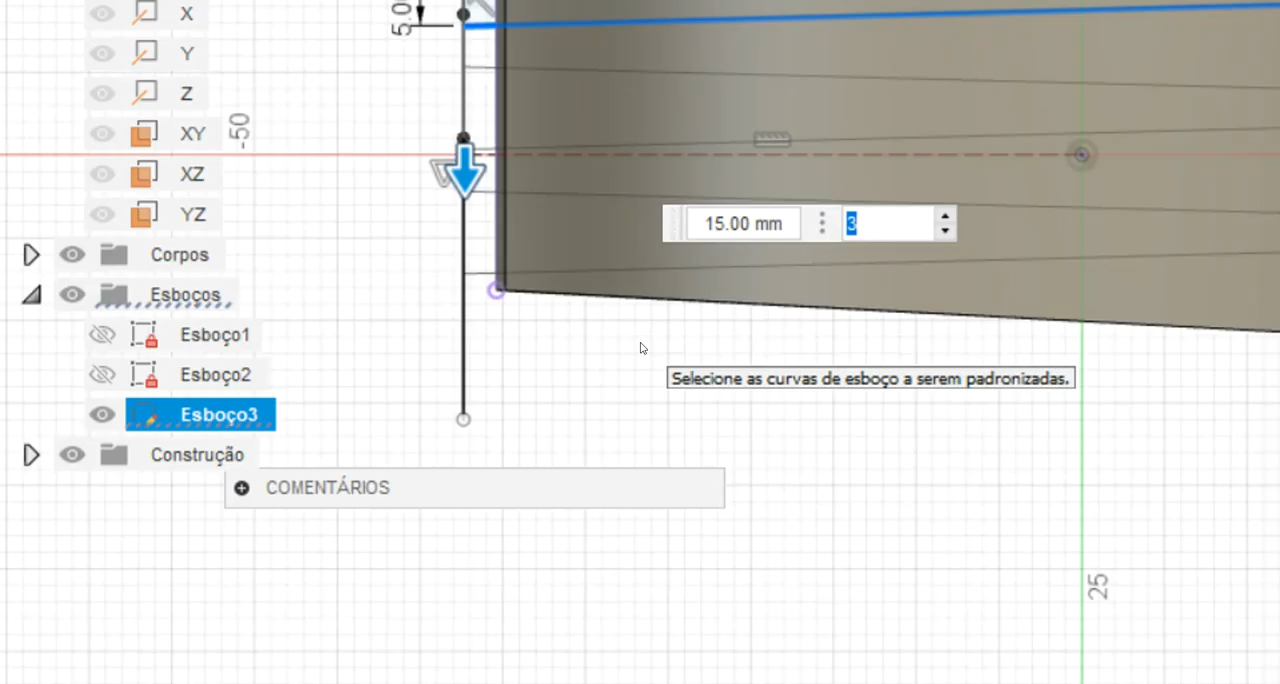 X
5.00
Y
Z
-50
XY
XZ
YZ
15.00 mm
3
Corpos
Esboços
Esboço1
Esboço2
Selecione as curvas de esboço a serem padronizadas.
Esboço3
Construção
COMENTÁRIOS
25